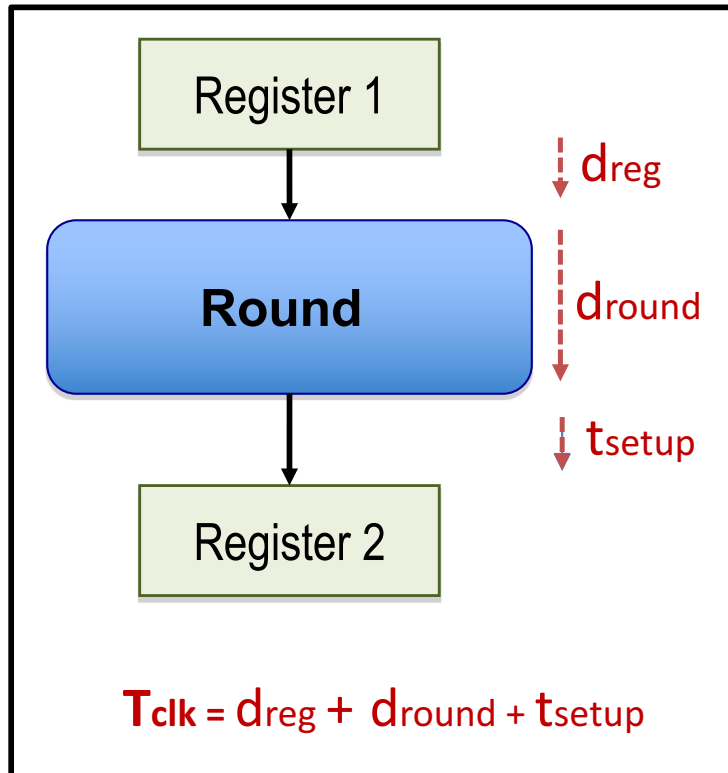 Register 1
dreg
Round
dround
tsetup
Register 2
Tclk = dreg + dround + tsetup